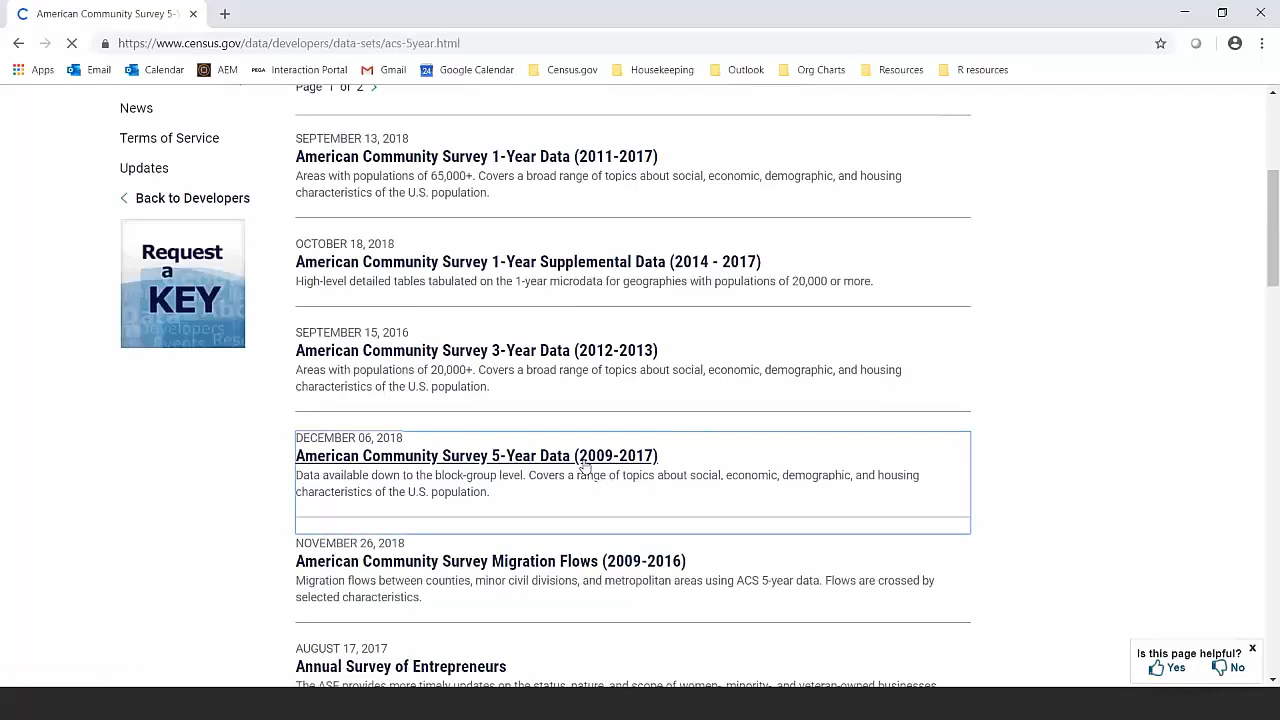 American Community Survey 5-Y
https://www.census.gov/data/developers/data-sets/acs-5year.html
Apps Email Calendar AEM PEGA Interaction Portal Gmail 24 Google Calendar Census.gov Housekeeping Outlook Org Charts Resources R resources
Page 1 of 2
News
Terms of Service
Updates
Back to Developers
Request
a
KEY
Developers
SEPTEMBER 13, 2018
American Community Survey 1-Year Data (2011-2017)
Areas with populations of 65,000+. Covers a broad range of topics about social, economic, demographic, and housing
characteristics of the U.S. population.
OCTOBER 18, 2018
American Community Survey 1-Year Supplemental Data (2014 - 2017)
High-level detailed tables tabulated on the 1-year microdata for geographies with populations of 20,000 or more.
SEPTEMBER 15, 2016
American Community Survey 3-Year Data (2012-2013)
Areas with populations of 20,000+. Covers a broad range of topics about social, economic, demographic, and housing
characteristics of the U.S. population.
DECEMBER 06, 2018
American Community Survey 5-Year Data (2009-2017)
Data available down to the block-group level. Covers a range of topics about social, economic, demographic, and housing
characteristics of the U.S. population.
NOVEMBER 26, 2018
American Community Survey Migration Flows (2009-2016)
Migration flows between counties, minor civil divisions, and metropolitan areas using ACS 5-year data. Flows are crossed by
selected characteristics.
AUGUST 17, 2017
Annual Survey of Entrepreneurs
The ASE provides more timely updates on the status, nature, and scope of women-, minority-, and veteran-owned businesses
Is this page helpful? x
Yes No